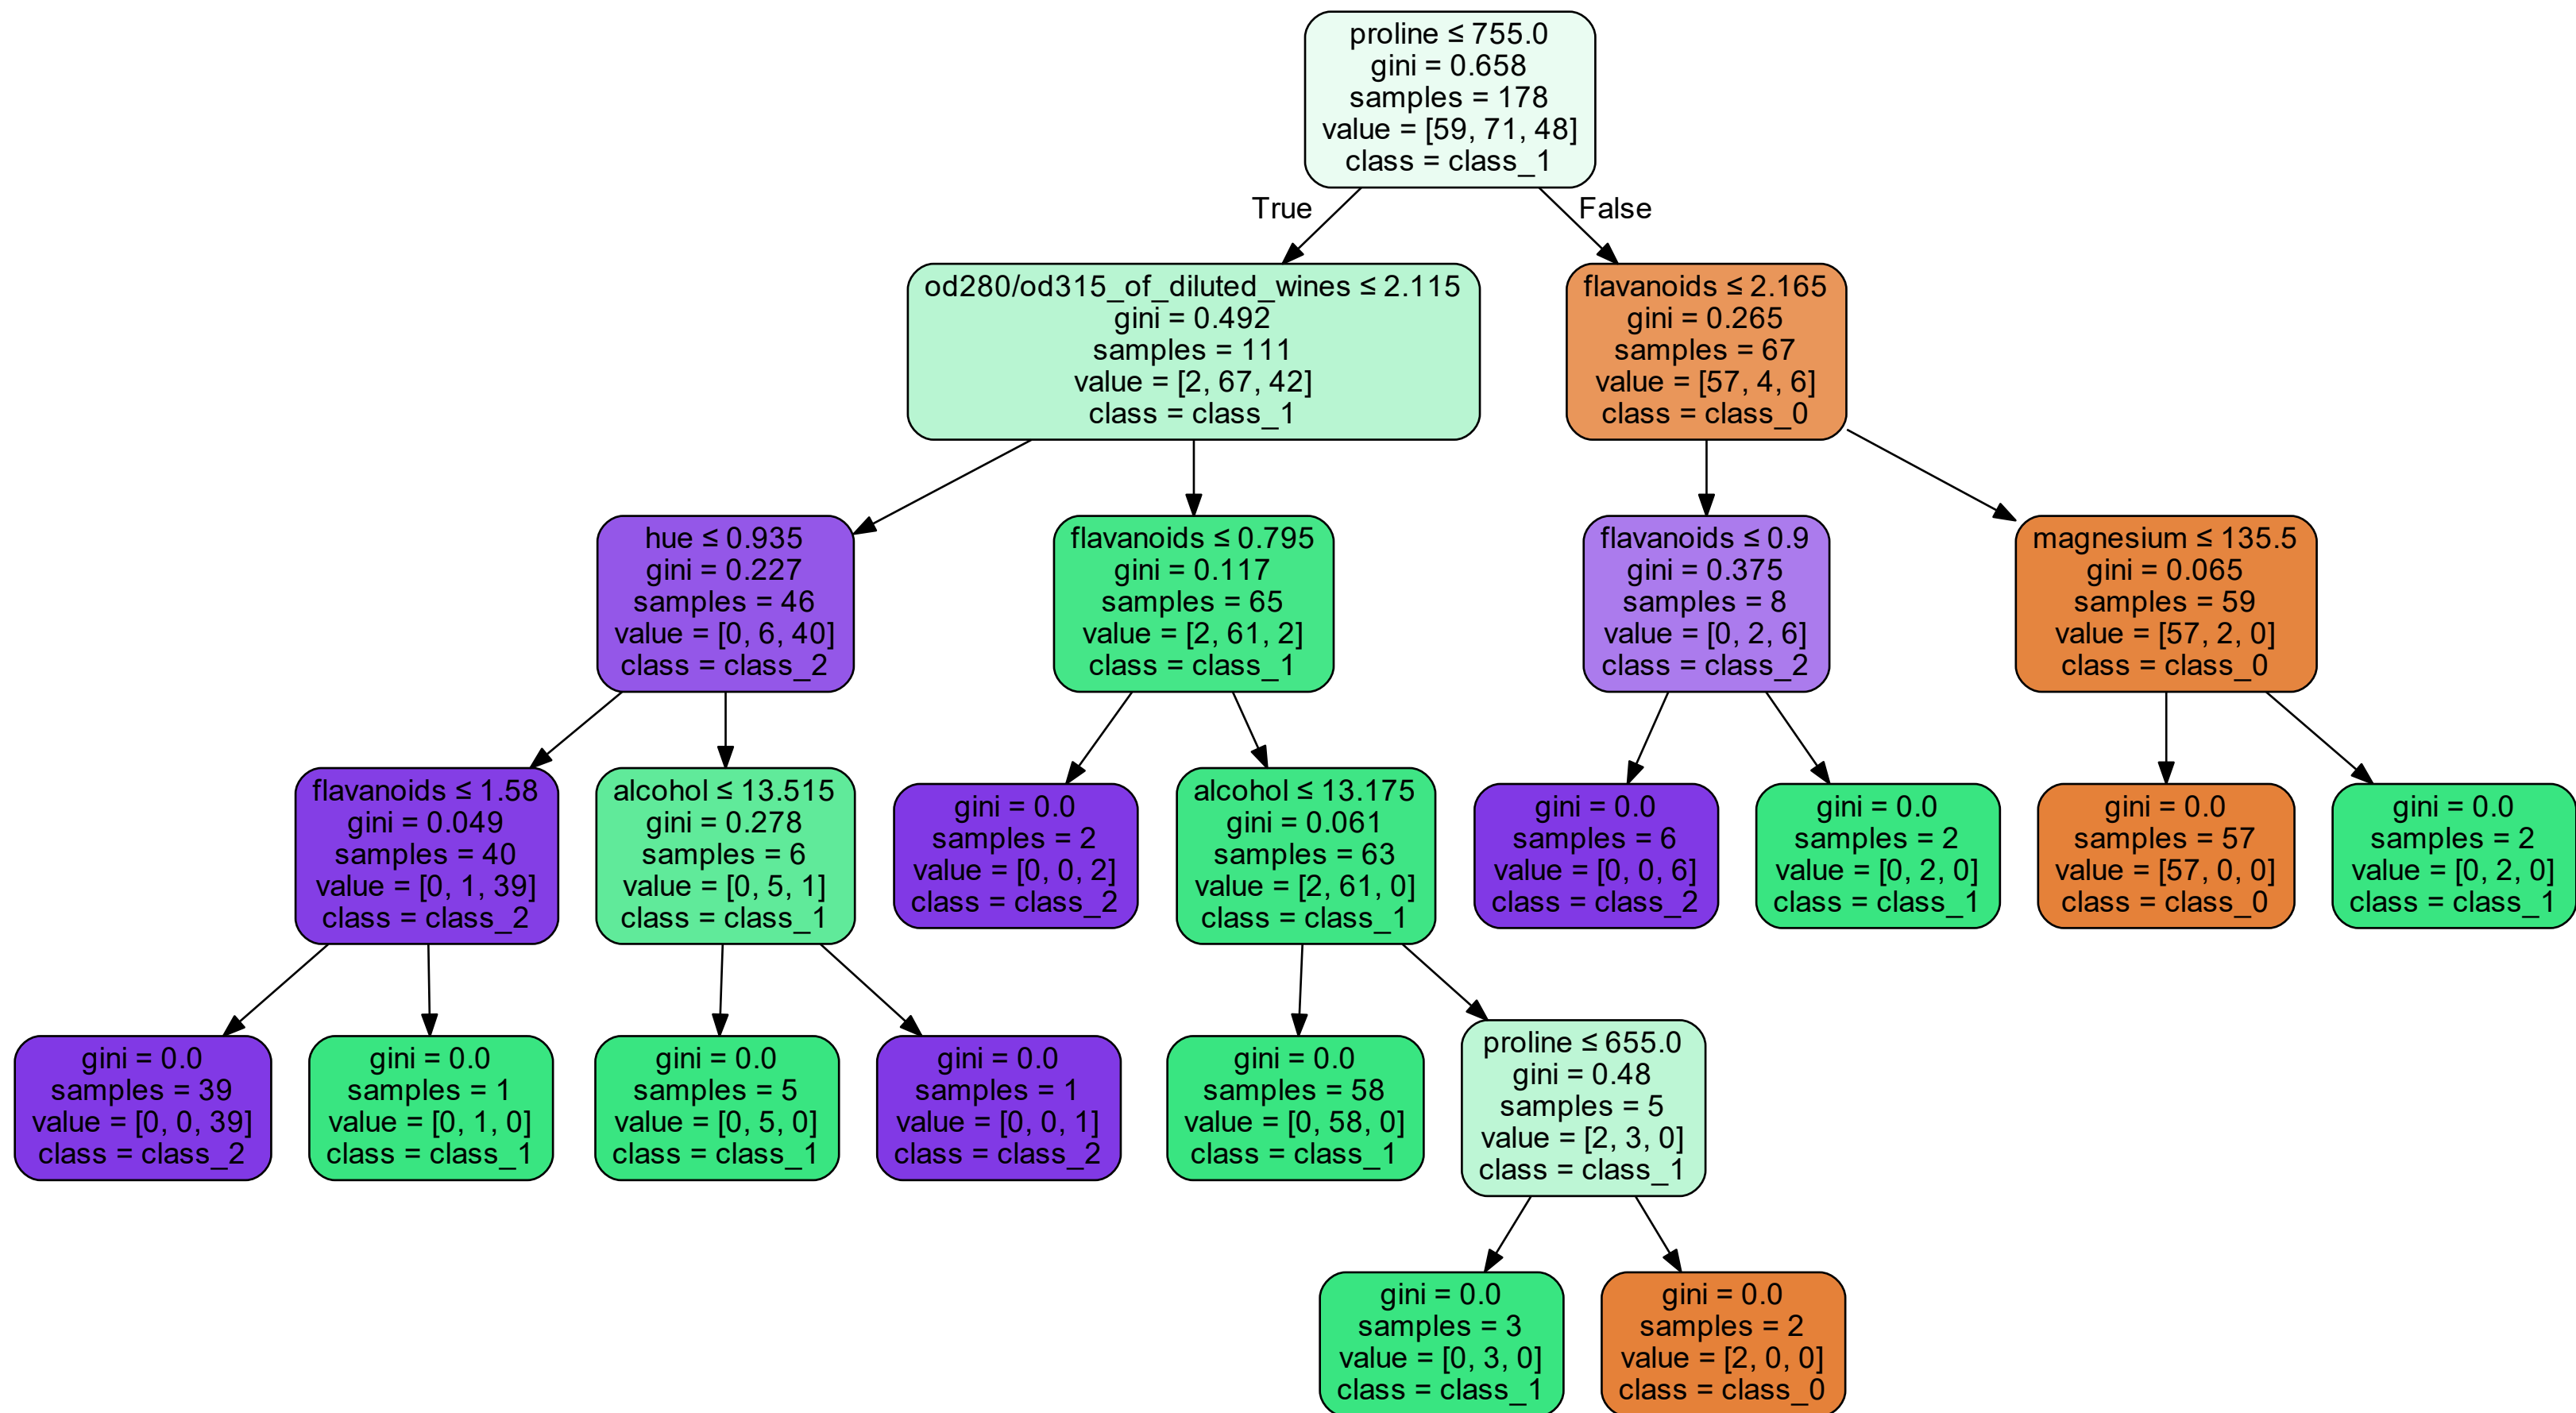 proline ≤ 755.0
gini = 0.658
samples = 178
value = [59, 71, 48]
class = class_1
True
False
od280/od315_of_diluted_wines ≤ 2.115
gini = 0.492
samples = 111
value = [2, 67, 42]
class = class_1
flavanoids ≤ 2.165
gini = 0.265
samples = 67
value = [57, 4, 6]
class = class_0
hue ≤ 0.935
gini = 0.227
samples = 46
value = [0, 6, 40]
class = class_2
flavanoids ≤ 0.795
gini = 0.117
samples = 65
value = [2, 61, 2]
class = class_1
flavanoids ≤ 0.9
gini = 0.375
samples = 8
value = [0, 2, 6]
class = class_2
magnesium ≤ 135.5
gini = 0.065
samples = 59
value = [57, 2, 0]
class = class_0
flavanoids ≤ 1.58
gini = 0.049
samples = 40
value = [0, 1, 39]
class = class_2
alcohol ≤ 13.515
gini = 0.278
samples = 6
value = [0, 5, 1]
class = class_1
gini = 0.0
samples = 2
value = [0, 0, 2]
class = class_2
alcohol ≤ 13.175
gini = 0.061
samples = 63
value = [2, 61, 0]
class = class_1
gini = 0.0
samples = 6
value = [0, 0, 6]
class = class_2
gini = 0.0
samples = 2
value = [0, 2, 0]
class = class_1
gini = 0.0
samples = 57
value = [57, 0, 0]
class = class_0
gini = 0.0
samples = 2
value = [0, 2, 0]
class = class_1
gini = 0.0
samples = 39
value = [0, 0, 39]
class = class_2
gini = 0.0
samples = 1
value = [0, 1, 0]
class = class_1
gini = 0.0
samples = 5
value = [0, 5, 0]
class = class_1
gini = 0.0
samples = 1
value = [0, 0, 1]
class = class_2
gini = 0.0
samples = 58
value = [0, 58, 0]
class = class_1
proline ≤ 655.0
gini = 0.48
samples = 5
value = [2, 3, 0]
class = class_1
gini = 0.0
samples = 3
value = [0, 3, 0]
class = class_1
gini = 0.0
samples = 2
value = [2, 0, 0]
class = class_0